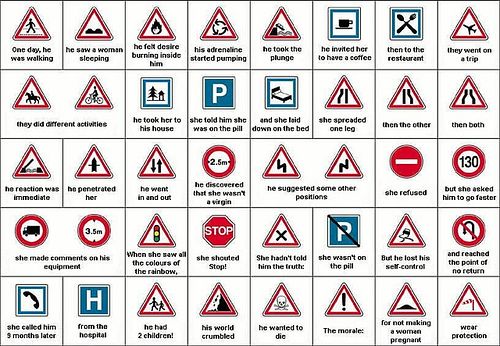 One day, he
was walking
he saw a woman
sleeping
he felt desire
burning inside
him
his adrenaline
started pumping
he took the
plunge
he invited her
to have a coffee
then to the
restaurant
they went on
a trip
they did different activities
he took her to
his house
P
she told him she
was on the pill
and she laid
down on the bed
she spreaded
one leg
then the other
then both
he reaction was
immediate
he penetrated
her
he went
in and out
2.5m
he discovered
that she wasn't
a virgin
he suggested some other
positions
she refused
130
but she asked
him to go faster
3.5m
she made comments on his
equipment
When she saw all
the colours of
the rainbow,
STOP
she shouted
Stop!
She hadn't told
him the truth:
P
she wasn't on
the pill
But he lost his
self-control
and reached
the point of
no return
she called him
9 months later
H
from the
hospital
he had
2 children!
his world
crumbled
he wanted to
die
!
The morale:
for not making
a woman
pregnant
wear
protection